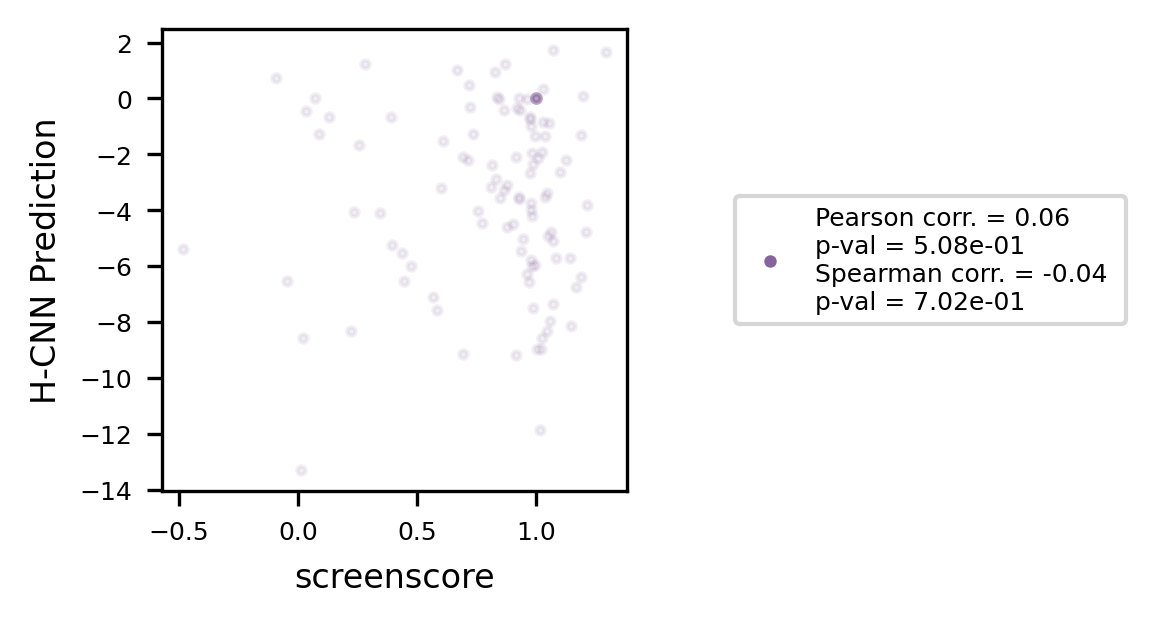 2
0
−2
−4
−6
−8
−10
−12
−14
H-CNN Prediction
−0.5 0.0 0.5 1.0
screenscore
Pearson corr. = 0.06
p-val = 5.08e-01
Spearman corr. = -0.04
p-val = 7.02e-01